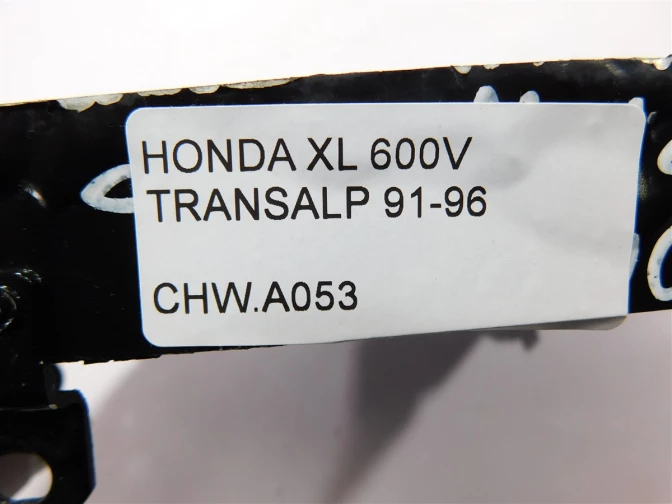 HONDA XL 600V
TRANSALP 91-96
CHW.A053